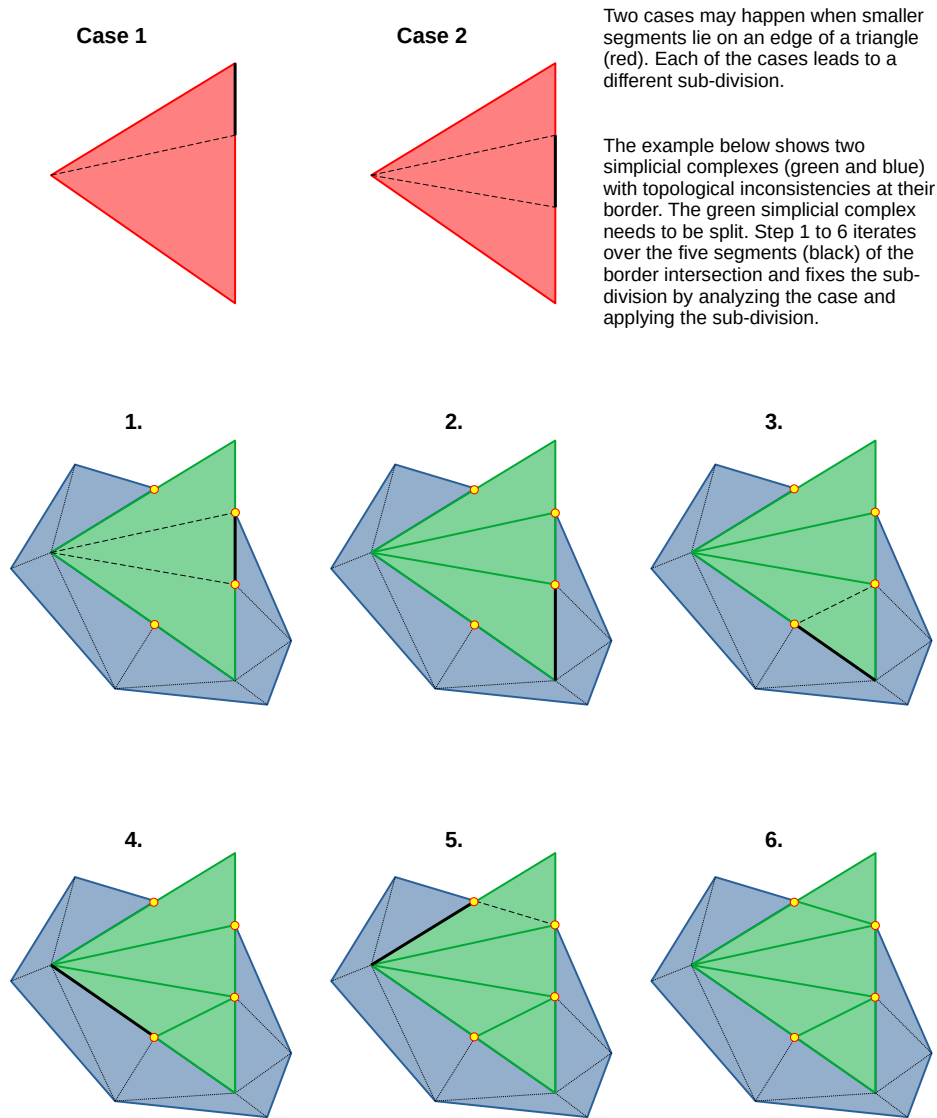 Case 1
Case 2
Two cases may happen when smaller
segments lie on an edge of a triangle
(red). Each of the cases leads to a
different sub-division.
The example below shows two
simplicial complexes (green and blue)
with topological inconsistencies at their
border. The green simplicial complex
needs to be split. Step 1 to 6 iterates
over the five segments (black) of the
border intersection and fixes the sub-
division by analyzing the case and
applying the sub-division.
1.
2.
3.
4.
5.
6.